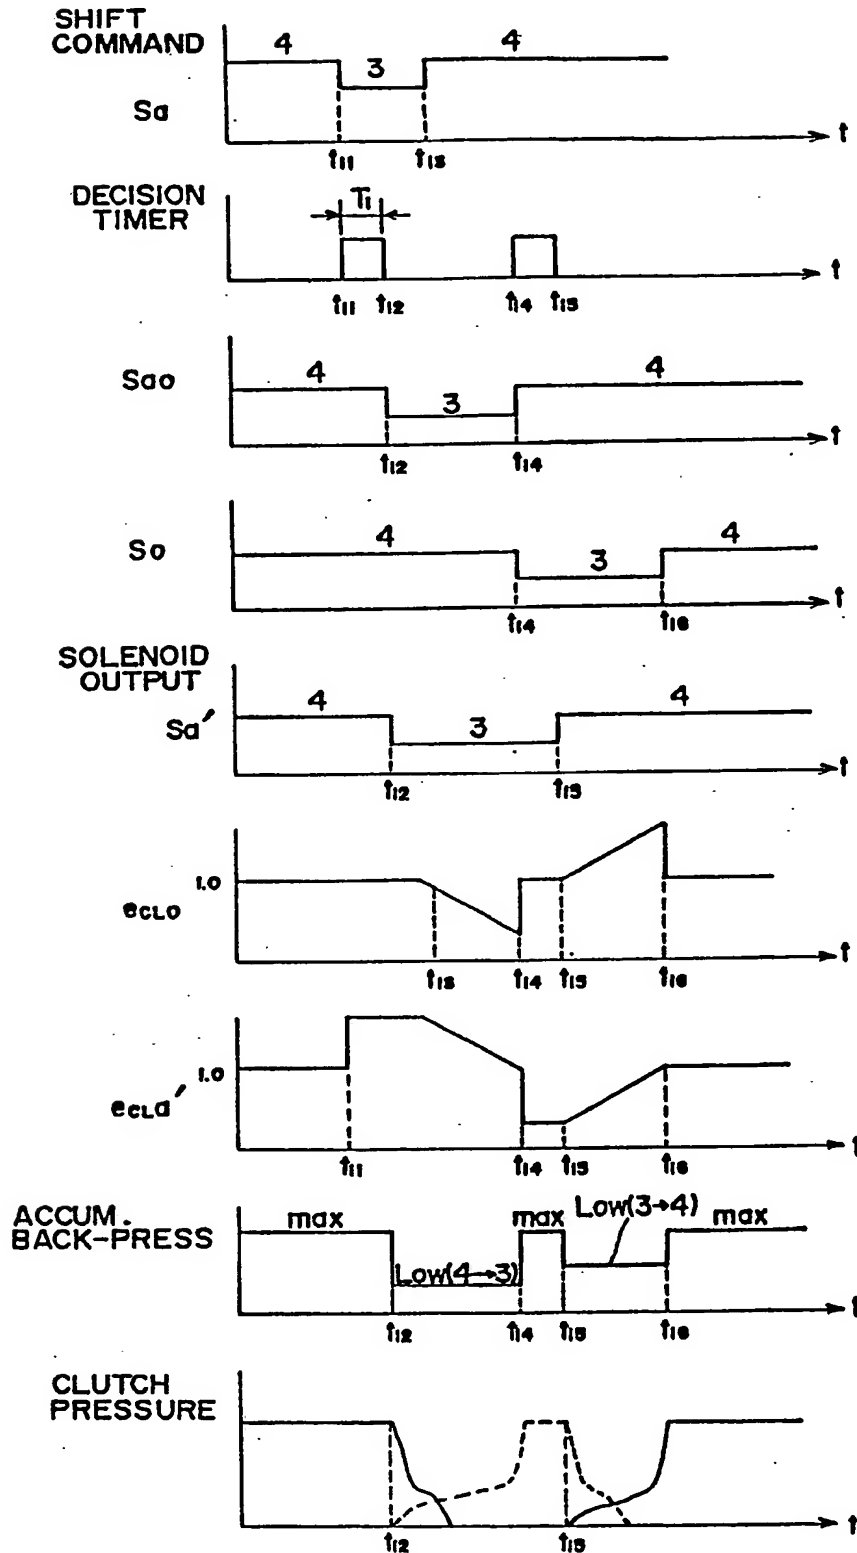 SHIFT
COMMAND
4 3 4
Sa
t11 t13 t
DECISION
TIMER
T1
t11 t12 t14 t15 t
Sao
4 3 4
t12 t14 t
So
4 3 4
t14 t16 t
SOLENOID
OUTPUT
Sa'
4 3 4
t12 t15 t
1.0
eCLO
t13 t14 t15 t16 t
1.0
eCLa'
t11 t14 t15 t16 t
ACCUM.
BACK-PRESS
max Low(4→3) max Low(3→4) max
t12 t14 t15 t16 t
CLUTCH
PRESSURE
t12 t15 t